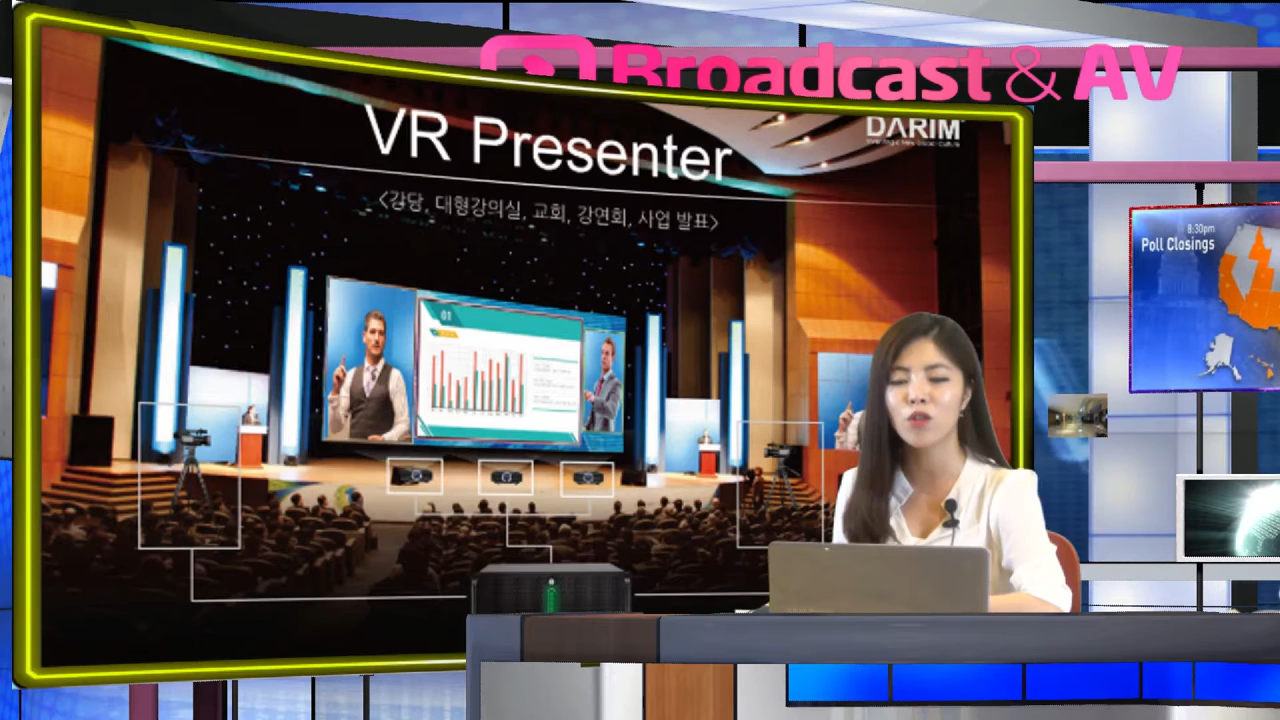 Broadcast & AV
VR Presenter
DARIM
<강당, 대형강의실, 교회, 강연회, 사업 발표>
01
8:30pm
Poll Closings